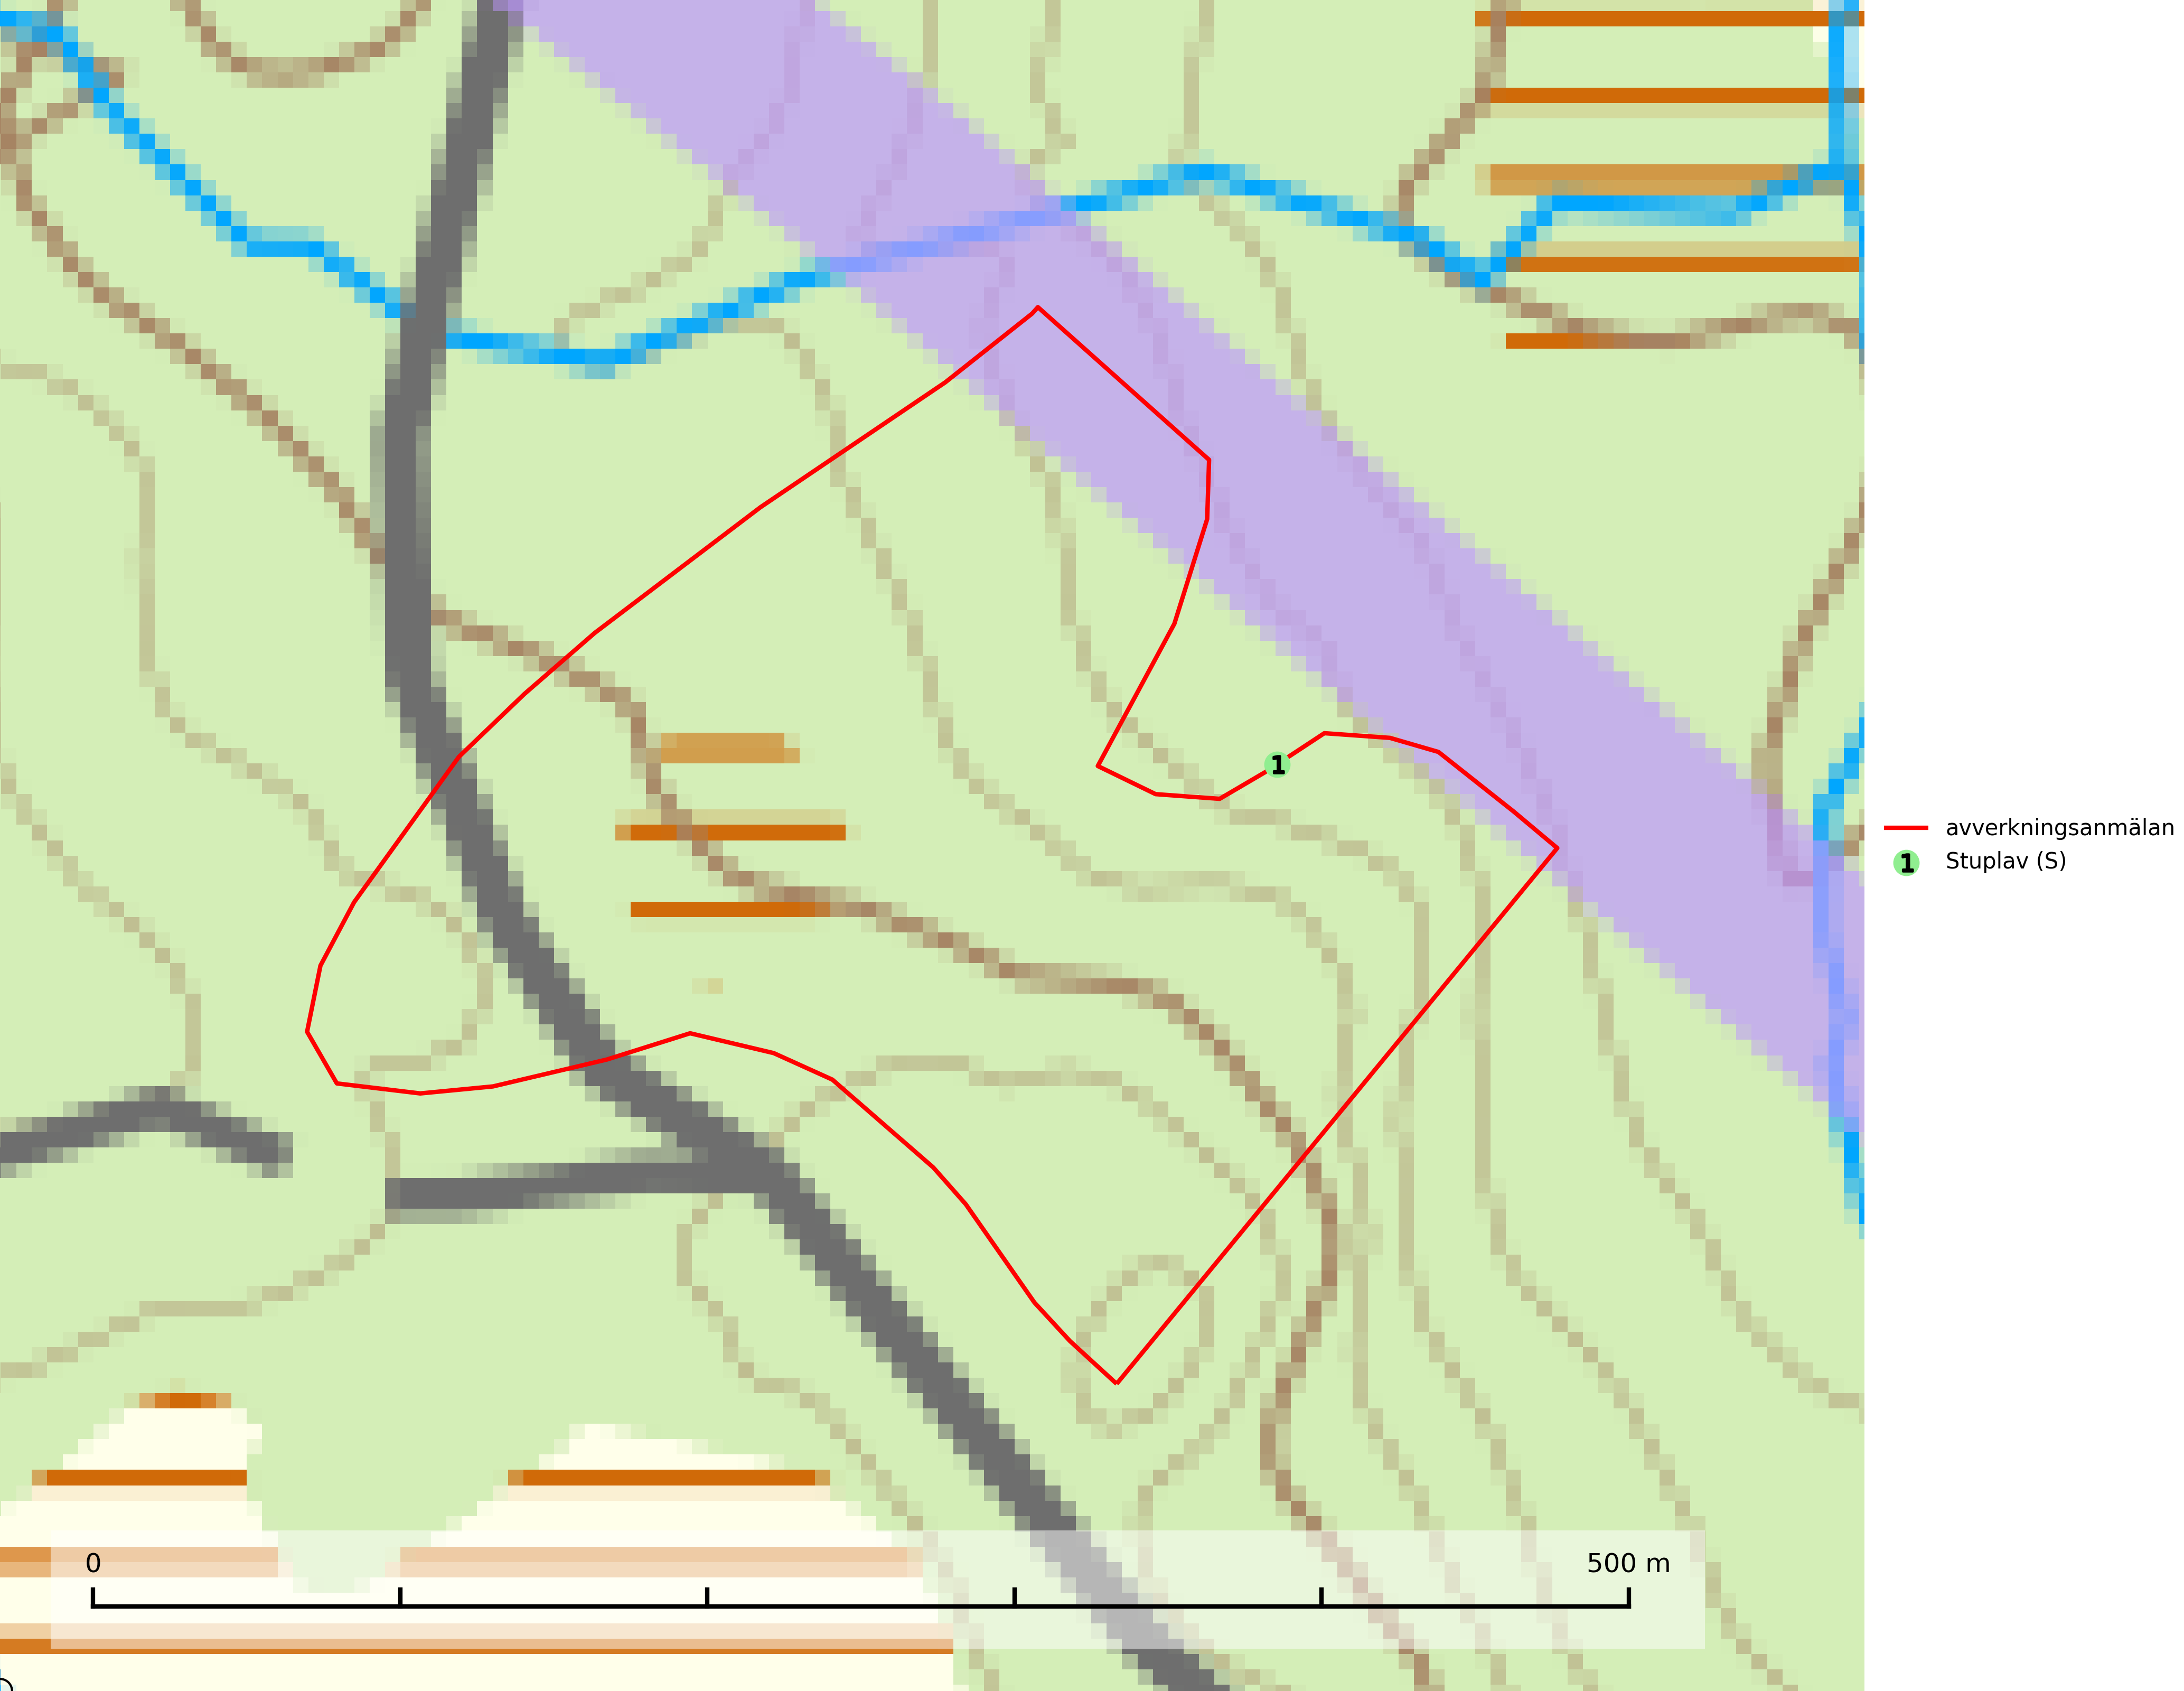 1
avverkningsanmälan
1 Stuplav (S)
0 500 m